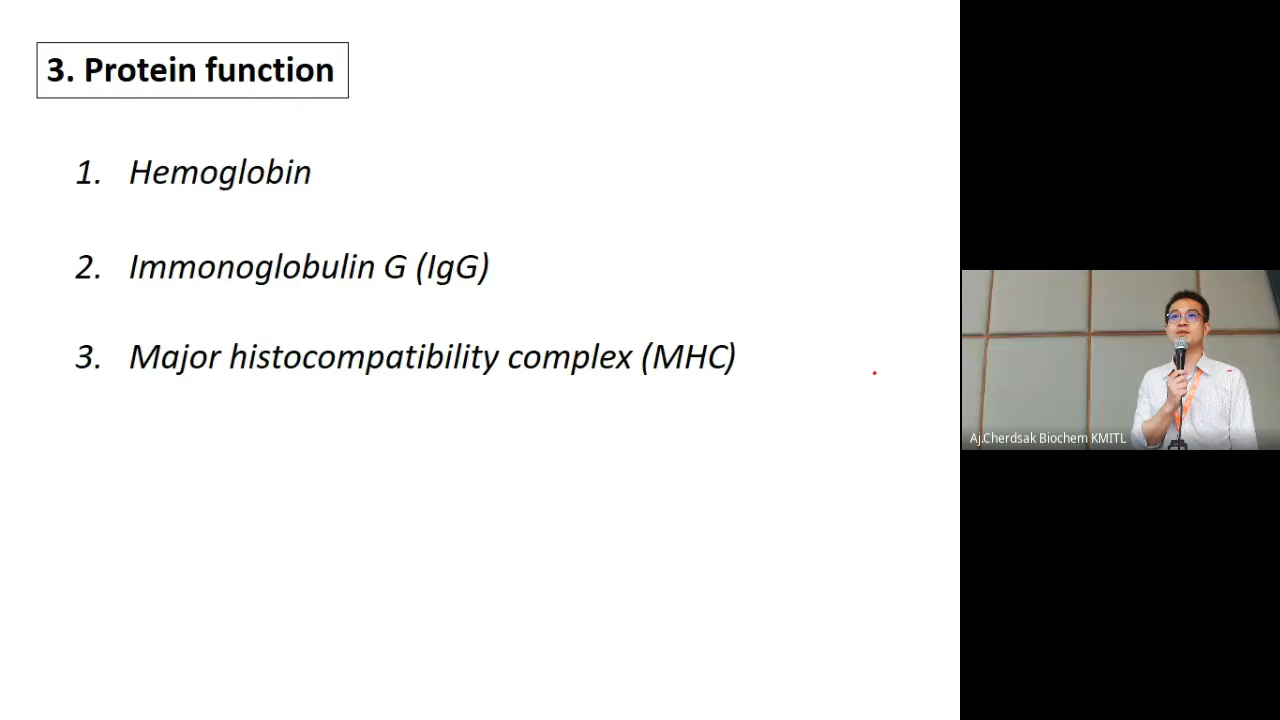 3. Protein function
1. Hemoglobin
2. Immonoglobulin G (IgG)
3. Major histocompatibility complex (MHC)
Aj.Cherdsak Biochem KMITL